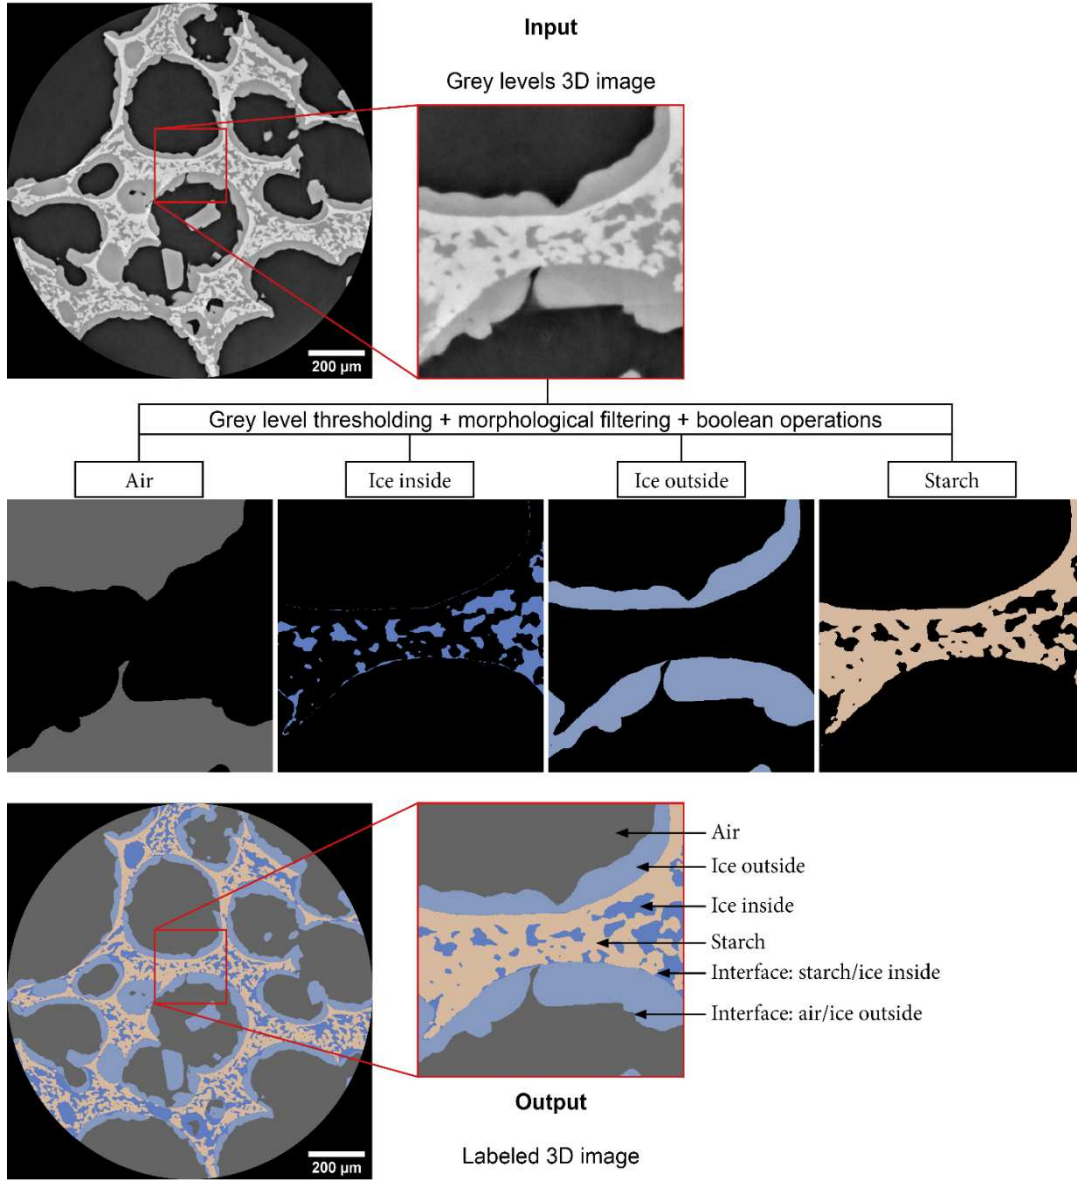 Input
Grey levels 3D image
200 µm
Grey level thresholding + morphological filtering + boolean operations
Air
Ice inside
Ice outside
Starch
Air
Ice outside
Ice inside
Starch
Interface: starch/ice inside
Interface: air/ice outside
200 µm
Output
Labeled 3D image